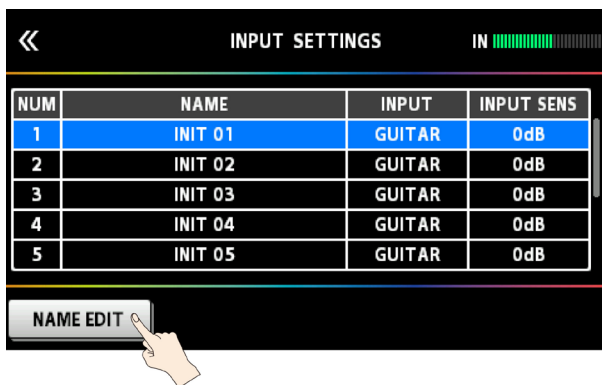 « INPUT SETTINGS IN
NUM NAME INPUT INPUT SENS
1 INIT 01 GUITAR 0dB
2 INIT 02 GUITAR 0dB
3 INIT 03 GUITAR 0dB
4 INIT 04 GUITAR 0dB
5 INIT 05 GUITAR 0dB
NAME EDIT